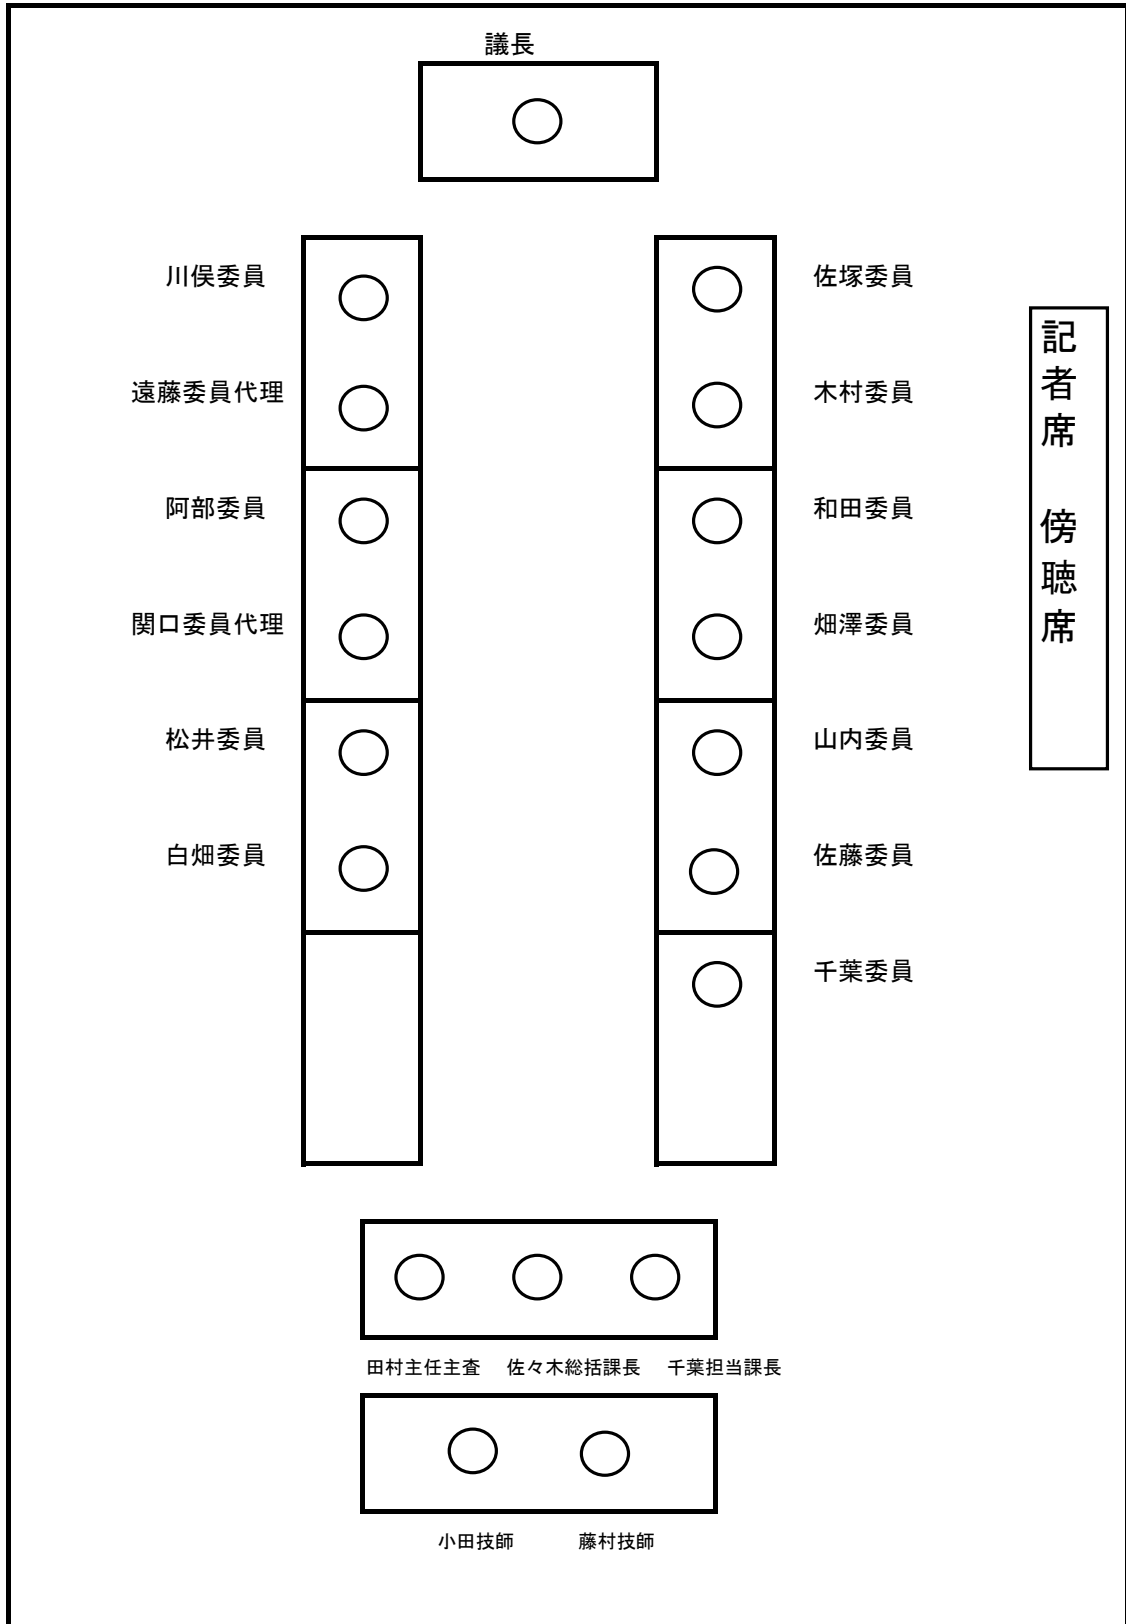 議長
川俣委員
佐塚委員
遠藤委員代理
木村委員
阿部委員
和田委員
関口委員代理
畑澤委員
松井委員
山内委員
白畑委員
佐藤委員
千葉委員
記者席 傍聴席
田村主任主査 佐々木総括課長 千葉担当課長
小田技師 藤村技師